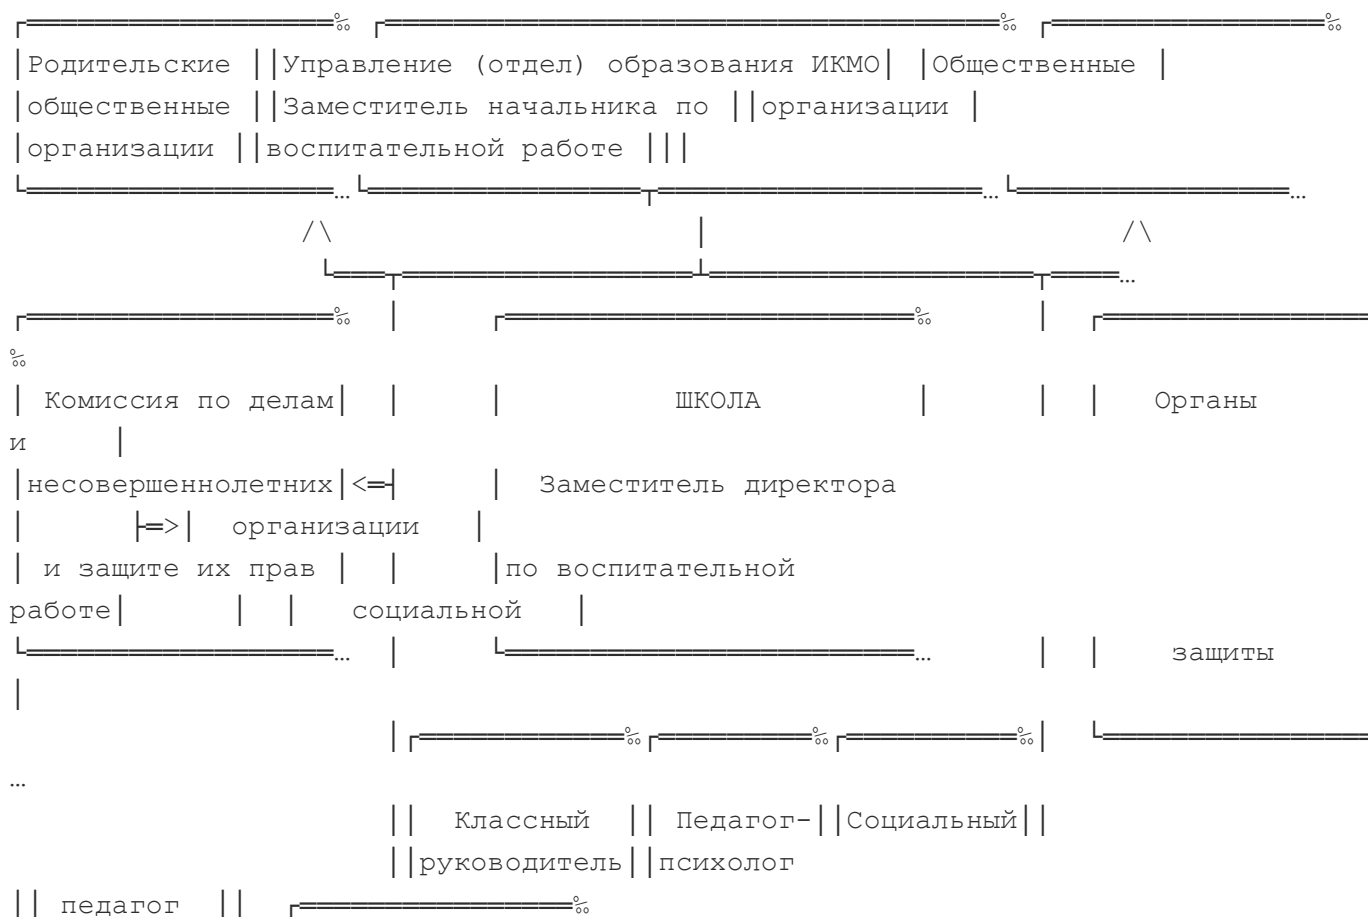 ┌══════════════════‰ ┌════════════════════════════════════‰ ┌════════════════‰
│Родительские ││Управление (отдел) образования ИКМО│ │Общественные │
│общественные ││Заместитель начальника по ││организации │
│организации ││воспитательной работе │││
└══════════════════…└════════════════┬═══════════════════…└════════════════…
/\ │ /\
└═══┬══════════════════┴═══════════════════┬════…
┌══════════════════‰ │ ┌════════════════════════‰ │ ┌════════════════
‰
│ Комиссия по делам│ │ │ ШКОЛА │ │ │ Органы
и │
│несовершеннолетних│<═┤ │ Заместитель директора
│ ├═>│ организации │
│ и защите их прав │ │ │по воспитательной
работе│ │ │ социальной │
└══════════════════… │ └════════════════════════… │ │ защиты
│
│┌════════════‰┌═════════‰┌══════════‰│ └════════════════
…
││ Классный ││ Педагог-││Социальный││
││руководитель││психолог
││ педагог ││ ┌════════════════‰